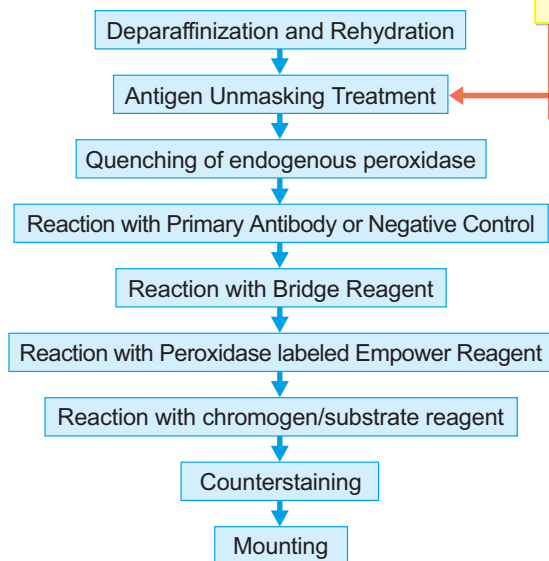 Deparaffinization and Rehydration
Antigen Unmasking Treatment
Quenching of endogenous peroxidase
Reaction with Primary Antibody or Negative Control
Reaction with Bridge Reagent
Reaction with Peroxidase labeled Empower Reagent
Reaction with chromogen/substrate reagent
Counterstaining
Mounting